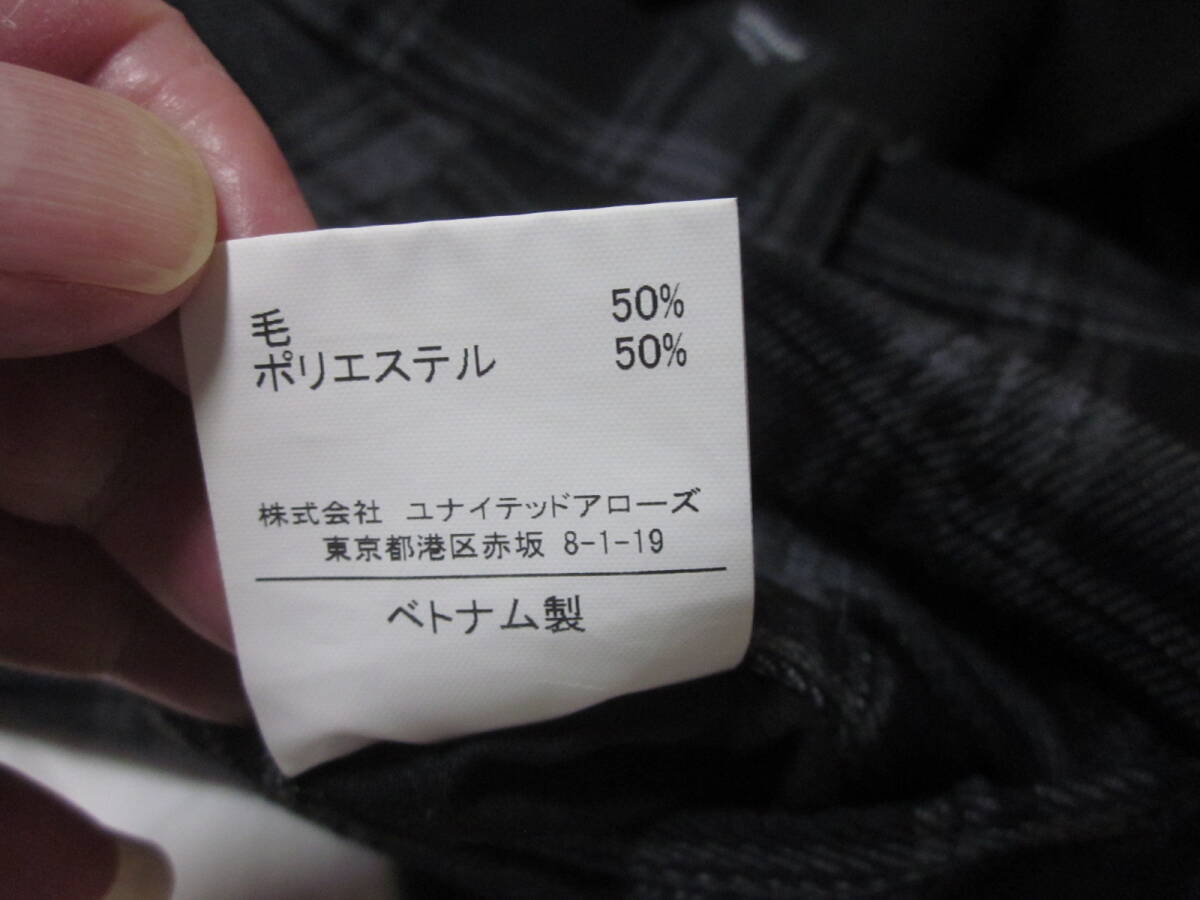 毛 50%
ポリエステル 50%
株式会社 ユナイテッドアローズ
東京都港区赤坂 8-1-19
ベトナム製